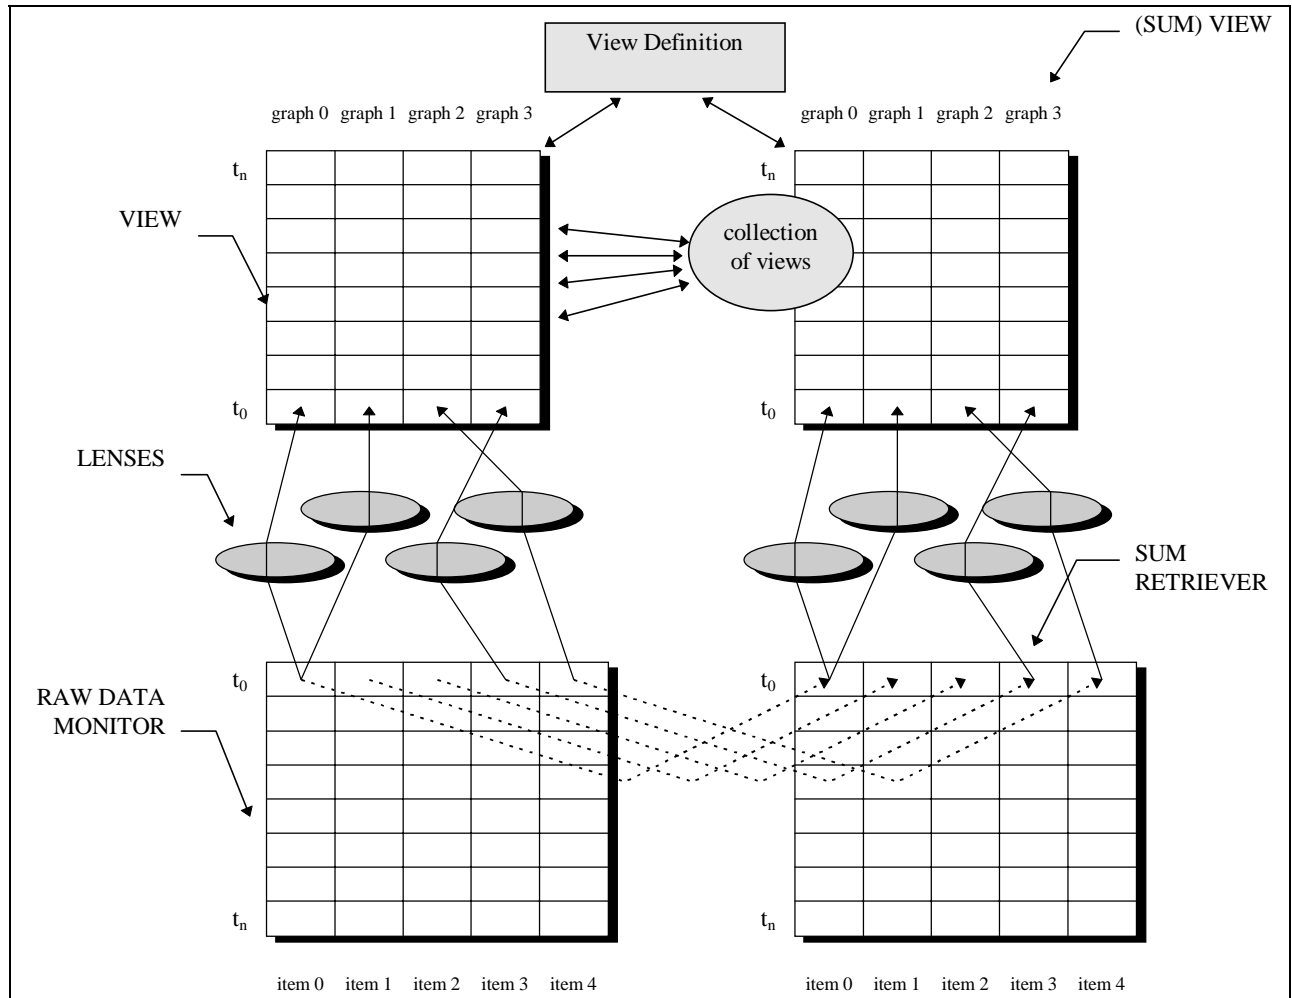 (SUM) VIEW
View Definition
graph 0 graph 1 graph 2 graph 3
graph 0 graph 1 graph 2 graph 3
tn
tn
VIEW
collection
of views
t0
t0
LENSES
SUM
RETRIEVER
t0
t0
RAW DATA
MONITOR
tn
tn
item 0 item 1 item 2 item 3 item 4
item 0 item 1 item 2 item 3 item 4